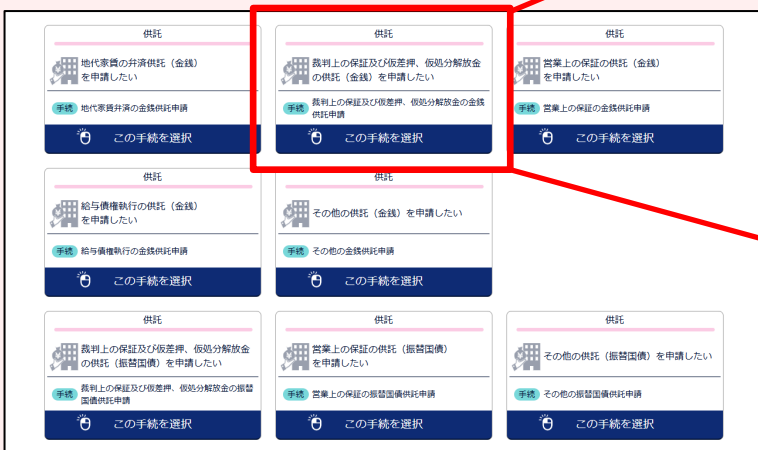 供託
地代家賃の弁済供託（金銭）
を申請したい
手続 地代家賃弁済の金銭供託申請
この手続を選択
供託
裁判上の保証及び仮差押、仮処分解放金
の供託（金銭）を申請したい
手続 裁判上の保証及び仮差押、仮処分解放金の金銭
供託申請
この手続を選択
供託
営業上の保証の供託（金銭）
を申請したい
手続 営業上の保証の金銭供託申請
この手続を選択
供託
給与債権執行の供託（金銭）
を申請したい
手続 給与債権執行の金銭供託申請
この手続を選択
供託
その他の供託（金銭）を申請したい
手続 その他の金銭供託申請
この手続を選択
供託
裁判上の保証及び仮差押、仮処分解放金
の供託（振替国債）を申請したい
手続 裁判上の保証及び仮差押、仮処分解放金の振替
国債供託申請
この手続を選択
供託
営業上の保証の供託（振替国債）
を申請したい
手続 営業上の保証の振替国債供託申請
この手続を選択
供託
その他の供託（振替国債）を申請したい
手続 その他の振替国債供託申請
この手続を選択